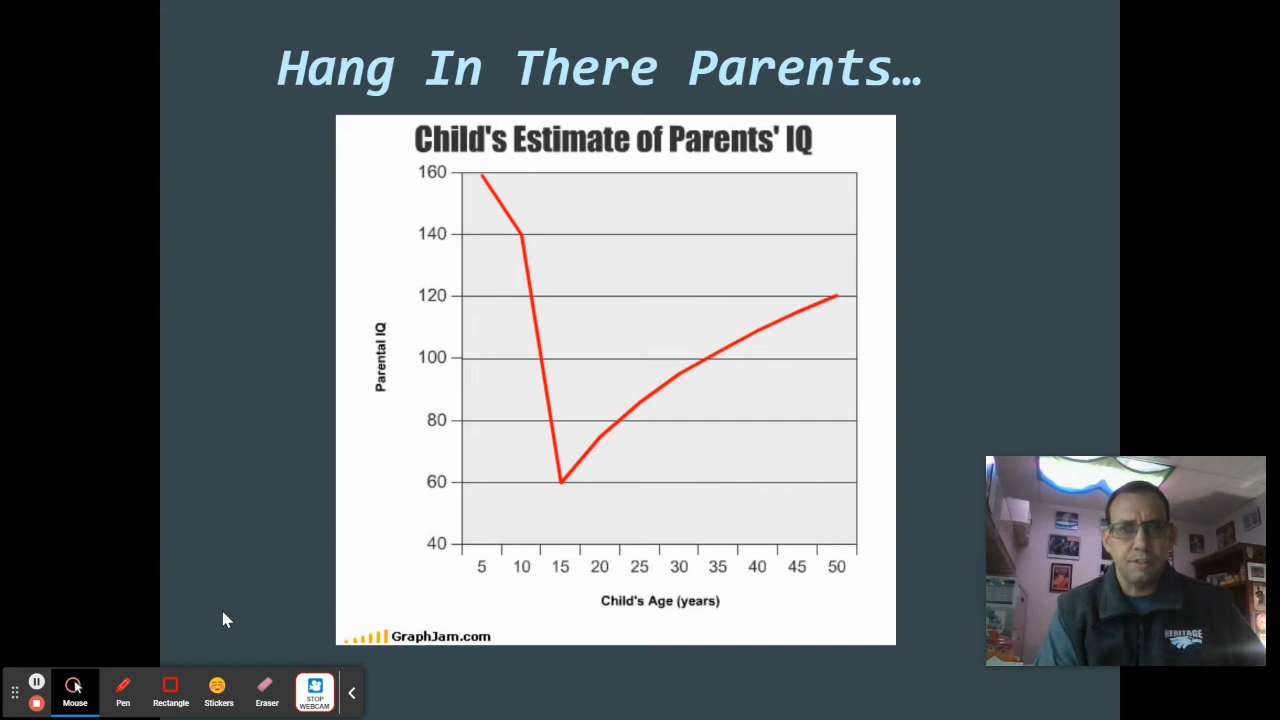 Hang In There Parents…
Child's Estimate of Parents' IQ
160
140
120
100
80
60
40
Parental IQ
5 10 15 20 25 30 35 40 45 50
Child's Age (years)
GraphJam.com
HERITAGE
Mouse Pen Rectangle Stickers Eraser STOP
WEBCAM